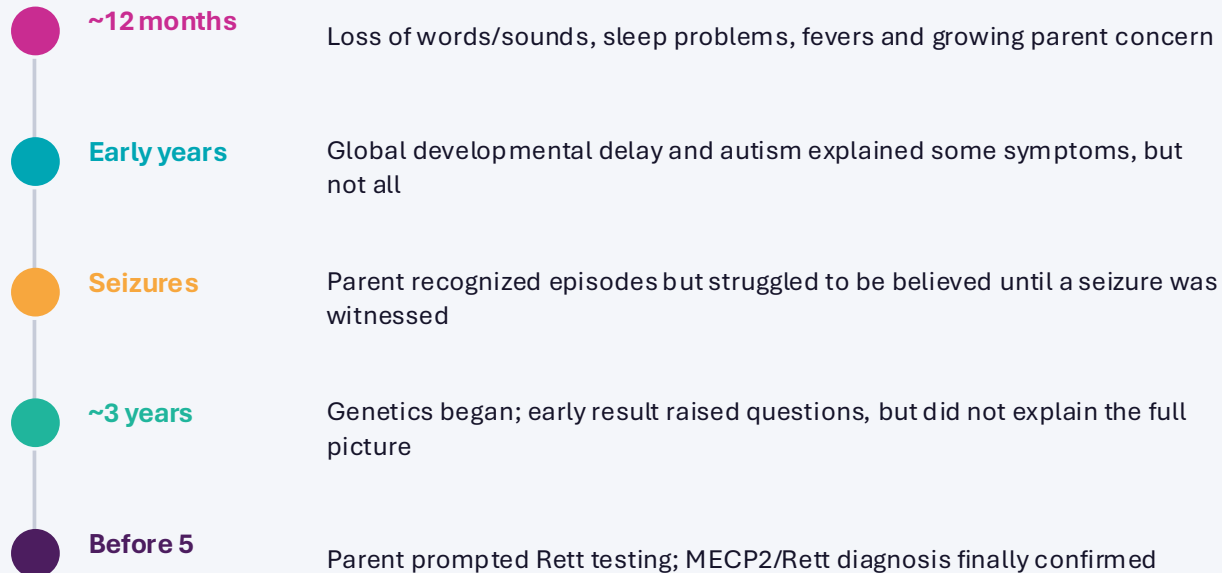 ~12 months
Loss of words/sounds, sleep problems, fevers and growing parent concern
Early years
Global developmental delay and autism explained some symptoms, but
not all
Seizures
Parent recognized episodes but struggled to be believed until a seizure was
witnessed
~3 years
Genetics began; early result raised questions, but did not explain the full
picture
Before 5
Parent prompted Rett testing; MECP2/Rett diagnosis finally confirmed